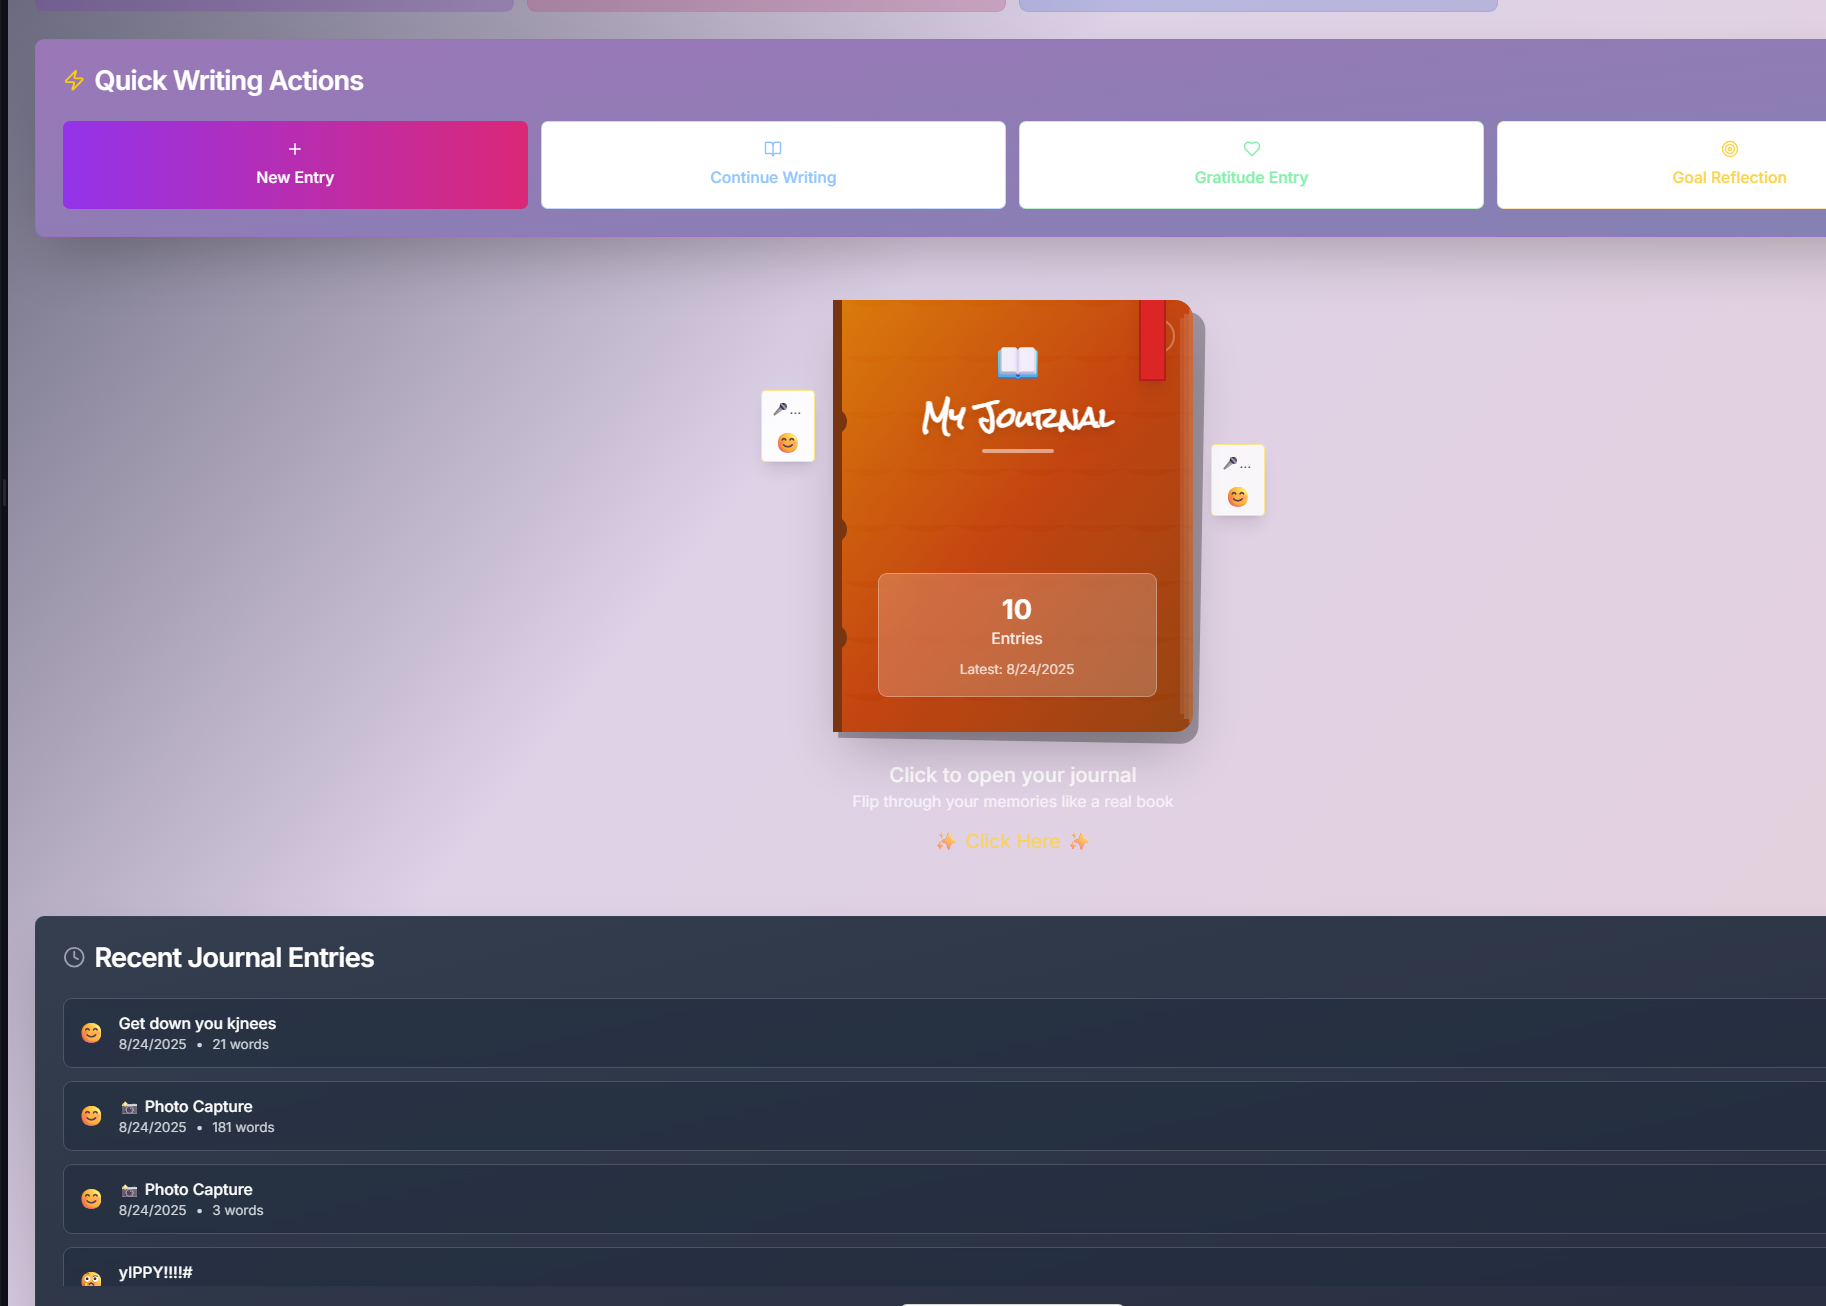 Quick Writing Actions
New Entry
Continue Writing
Gratitude Entry
Goal Reflection
My Journal
...
...
10
Entries
Latest: 8/24/2025
Click to open your journal
Flip through your memories like a real book
✨ Click Here ✨
Recent Journal Entries
Get down you kjnees
8/24/2025 • 21 words
📸 Photo Capture
8/24/2025 • 181 words
📸 Photo Capture
8/24/2025 • 3 words
yIPPY!!!!#